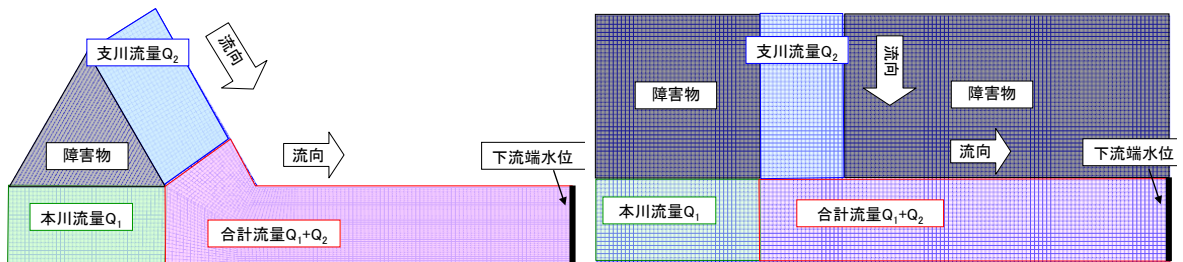 支川流量Q2
流向
障害物
流向
下流端水位
本川流量Q1
合計流量Q1+Q2
支川流量Q2
流向
障害物
障害物
流向
下流端水位
本川流量Q1
合計流量Q1+Q2